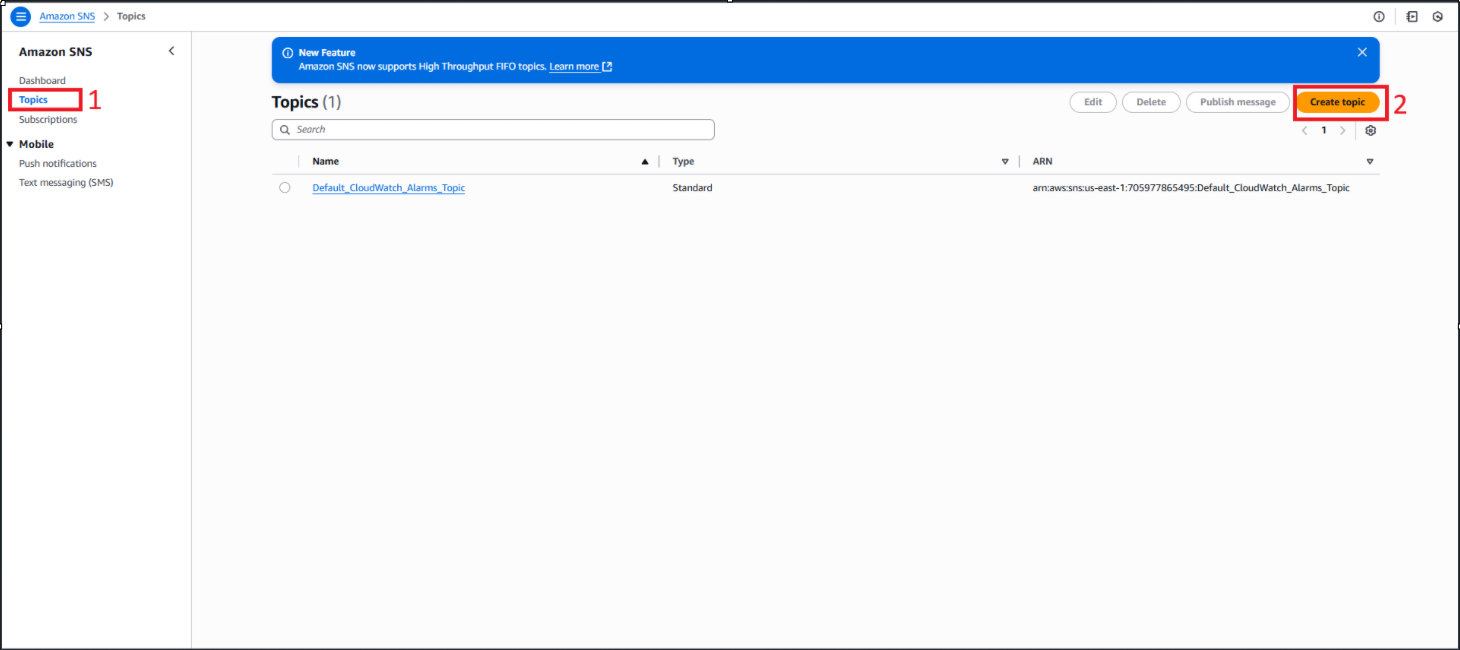 Amazon SNS > Topics
Amazon SNS
Dashboard
Topics 1
Subscriptions
Mobile
Push notifications
Text messaging (SMS)
New Feature
Amazon SNS now supports High Throughput FIFO topics. Learn more
Topics (1)
Edit Delete Publish message Create topic 2
Search
1
Name Type ARN
Default_CloudWatch_Alarms_Topic Standard arn:aws:sns:us-east-1:705977865495:Default_CloudWatch_Alarms_Topic